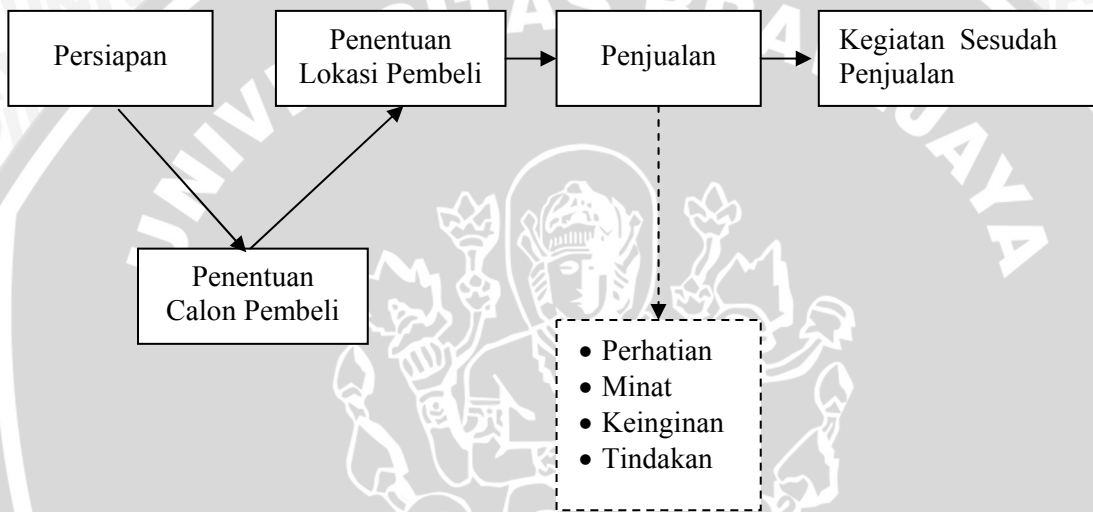 Persiapan
Penentuan
Lokasi Pembeli
Penjualan
Kegiatan Sesudah
Penjualan
Penentuan
Calon Pembeli
• Perhatian
• Minat
• Keinginan
• Tindakan